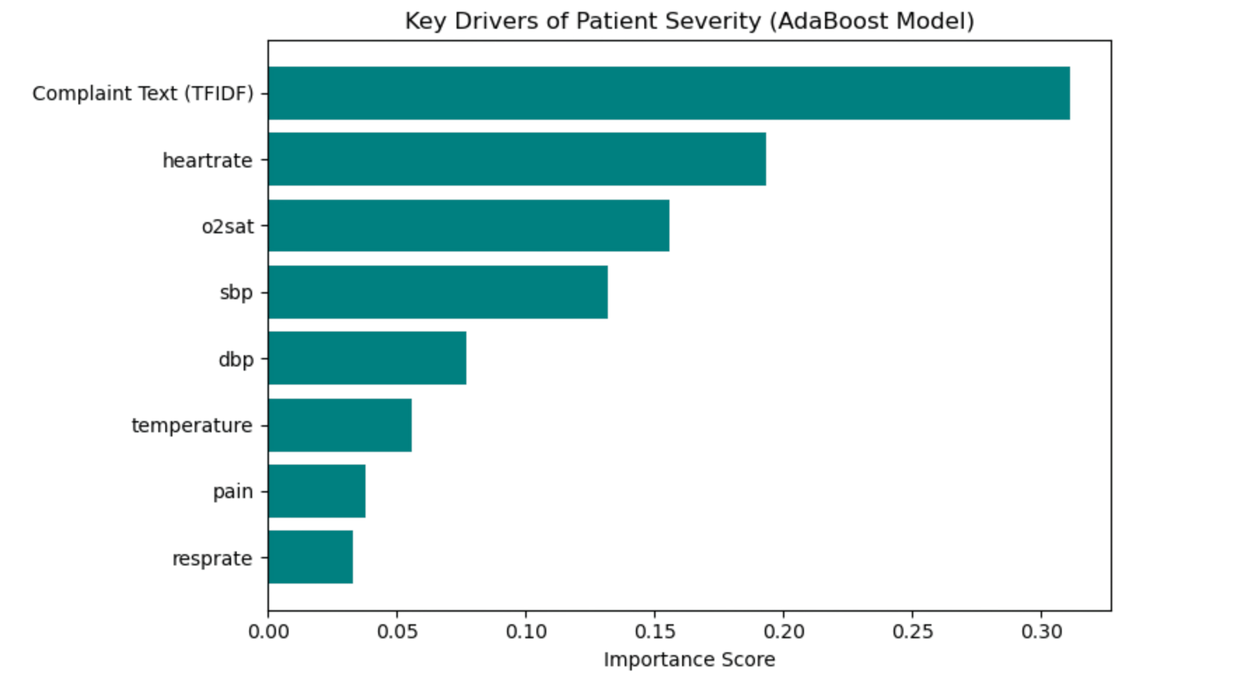 Key Drivers of Patient Severity (AdaBoost Model)
Complaint Text (TFIDF)
heartrate
o2sat
sbp
dbp
temperature
pain
resprate
0.00 0.05 0.10 0.15 0.20 0.25 0.30
Importance Score